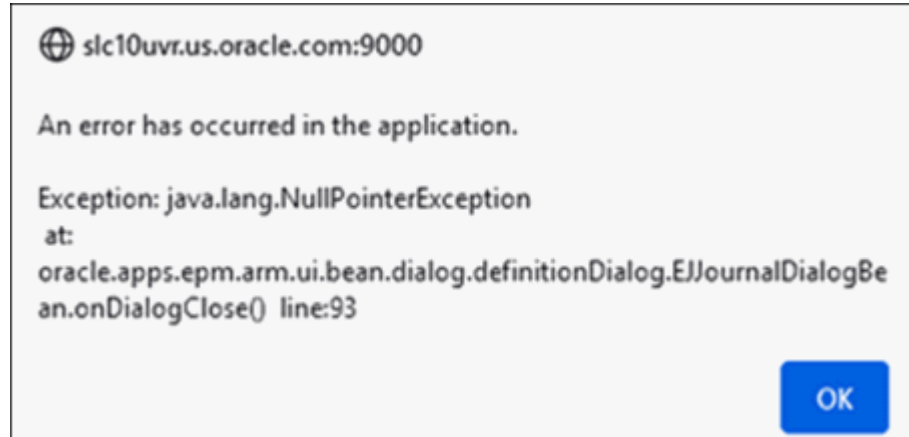 slc10uvr.us.oracle.com:9000
An error has occurred in the application.
Exception: java.lang.NullPointerException
at:
oracle.apps.epm.arm.ui.bean.dialog.definitionDialog.EJJournalDialogBe
an.onDialogClose() line:93
OK